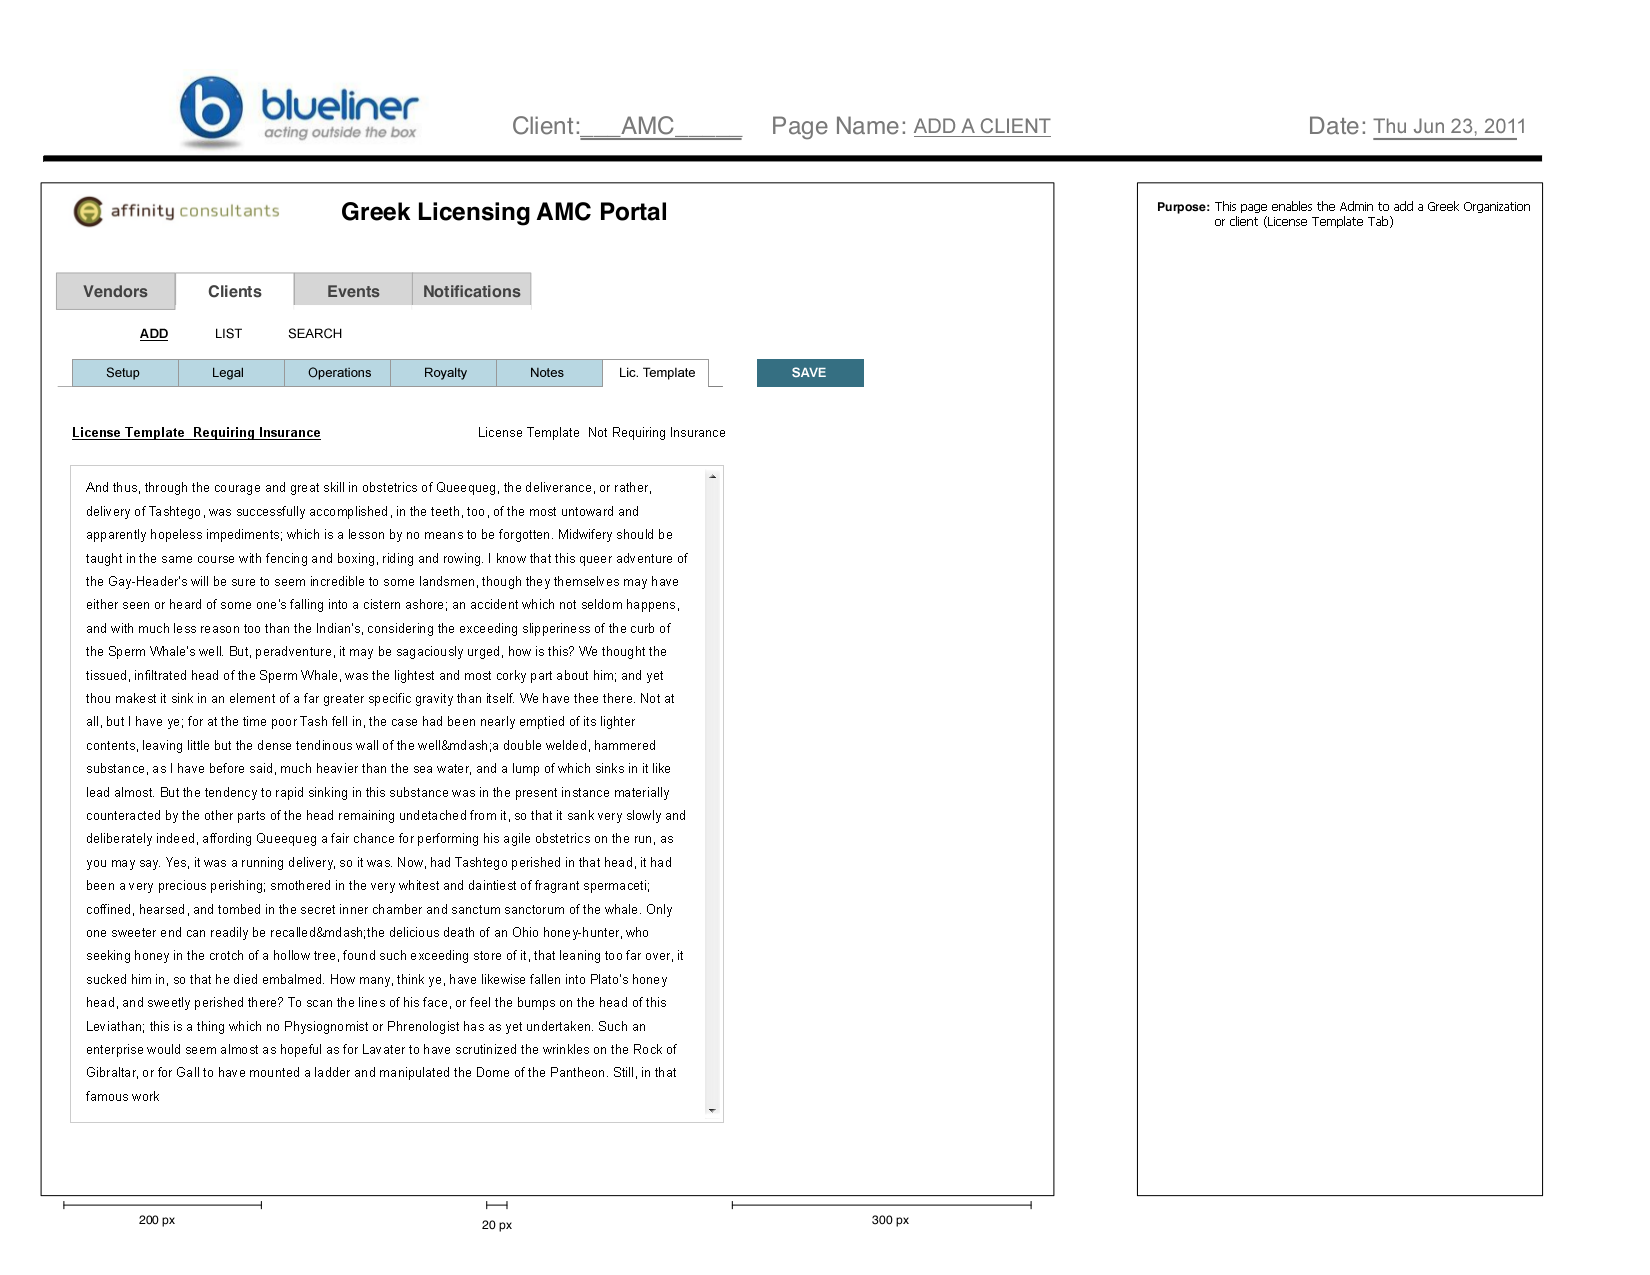 blueliner
acting outside the box
Client:___AMC_____ Page Name: ADD A CLIENT Date: Thu Jun 23, 2011
affinity consultants Greek Licensing AMC Portal
Purpose: This page enables the Admin to add a Greek Organization
or client (License Template Tab)
Vendors Clients Events Notifications
ADD LIST SEARCH
Setup Legal Operations Royalty Notes Lic. Template SAVE
License Template Requiring Insurance License Template Not Requiring Insurance
And thus, through the courage and great skill in obstetrics of Queequeg, the deliverance, or rather,
delivery of Tashtego, was successfully accomplished, in the teeth, too, of the most untoward and
apparently hopeless impediments; which is a lesson by no means to be forgotten. Midwifery should be
taught in the same course with fencing and boxing, riding and rowing. I know that this queer adventure of
the Gay-Header's will be sure to seem incredible to some landsmen, though they themselves may have
either seen or heard of some one's falling into a cistern ashore; an accident which not seldom happens,
and with much less reason too than the Indian's, considering the exceeding slipperiness of the curb of
the Sperm Whale's well. But, peradventure, it may be sagaciously urged, how is this? We thought the
tissued, infiltrated head of the Sperm Whale, was the lightest and most corky part about him; and yet
thou makest it sink in an element of a far greater specific gravity than itself. We have thee there. Not at
all, but I have ye; for at the time poor Tash fell in, the case had been nearly emptied of its lighter
contents, leaving little but the dense tendinous wall of the well&mdash;a double welded, hammered
substance, as I have before said, much heavier than the sea water, and a lump of which sinks in it like
lead almost. But the tendency to rapid sinking in this substance was in the present instance materially
counteracted by the other parts of the head remaining undetached from it, so that it sank very slowly and
deliberately indeed, affording Queequeg a fair chance for performing his agile obstetrics on the run, as
you may say. Yes, it was a running delivery, so it was. Now, had Tashtego perished in that head, it had
been a very precious perishing; smothered in the very whitest and daintiest of fragrant spermaceti;
coffined, hearsed, and tombed in the secret inner chamber and sanctum sanctorum of the whale. Only
one sweeter end can readily be recalled&mdash;the delicious death of an Ohio honey-hunter, who
seeking honey in the crotch of a hollow tree, found such exceeding store of it, that leaning too far over, it
sucked him in, so that he died embalmed. How many, think ye, have likewise fallen into Plato's honey
head, and sweetly perished there? To scan the lines of his face, or feel the bumps on the head of this
Leviathan; this is a thing which no Physiognomist or Phrenologist has as yet undertaken. Such an
enterprise would seem almost as hopeful as for Lavater to have scrutinized the wrinkles on the Rock of
Gibraltar, or for Gall to have mounted a ladder and manipulated the Dome of the Pantheon. Still, in that
famous work
200 px 20 px 300 px